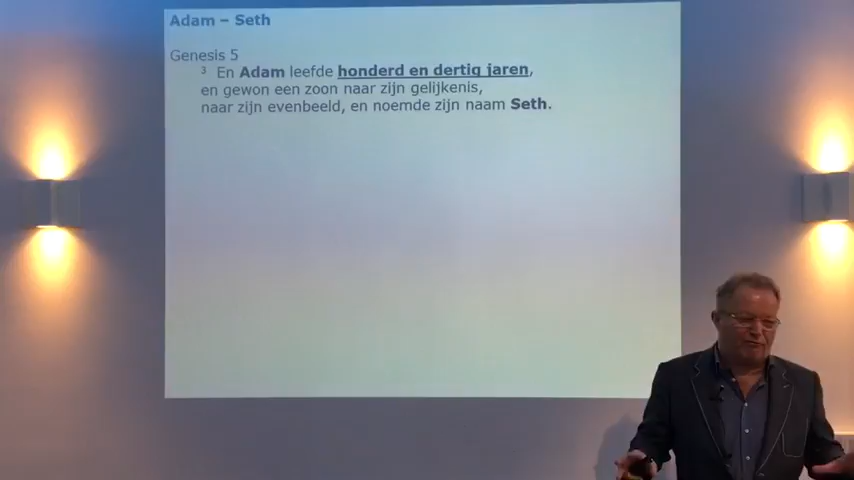 Adam – Seth
Genesis 5
3 En Adam leefde honderd en dertig jaren,
en gewon een zoon naar zijn gelijkenis,
naar zijn evenbeeld, en noemde zijn naam Seth.